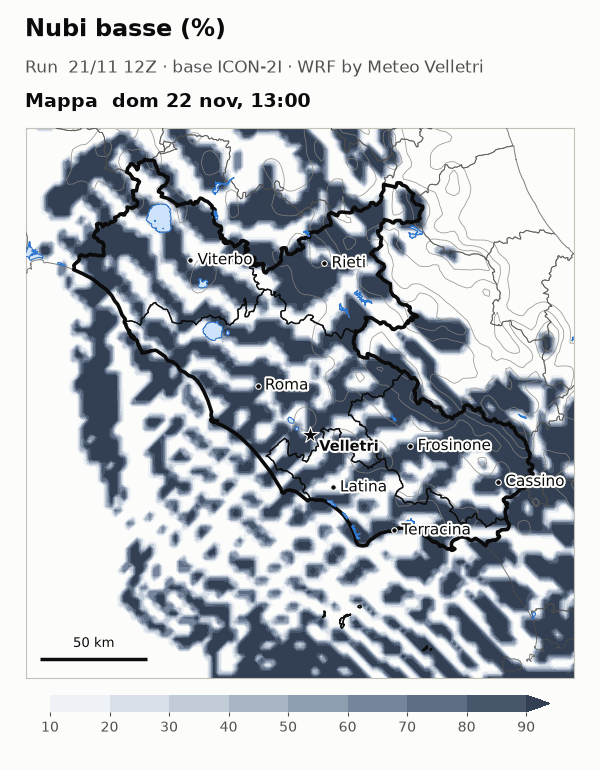 Nubi basse (%)
Run 21/11 12Z · base ICON-2I · WRF by Meteo Velletri
Mappa dom 22 nov, 13:00
Viterbo
Rieti
Roma
Velletri
Frosinone
Cassino
Latina
Terracina
50 km
10 20 30 40 50 60 70 80 90